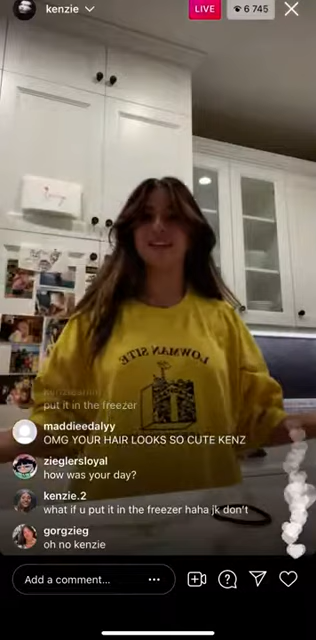 kenzie
LIVE
6 745
LOWMAN SITE
put it in the freezer
maddieedalyy
OMG YOUR HAIR LOOKS SO CUTE KENZ
zieglersloyal
how was your day?
kenzie.2
what if you put it in the freezer haha jk don't
gorgzieg
oh no kenzie
Add a comment...